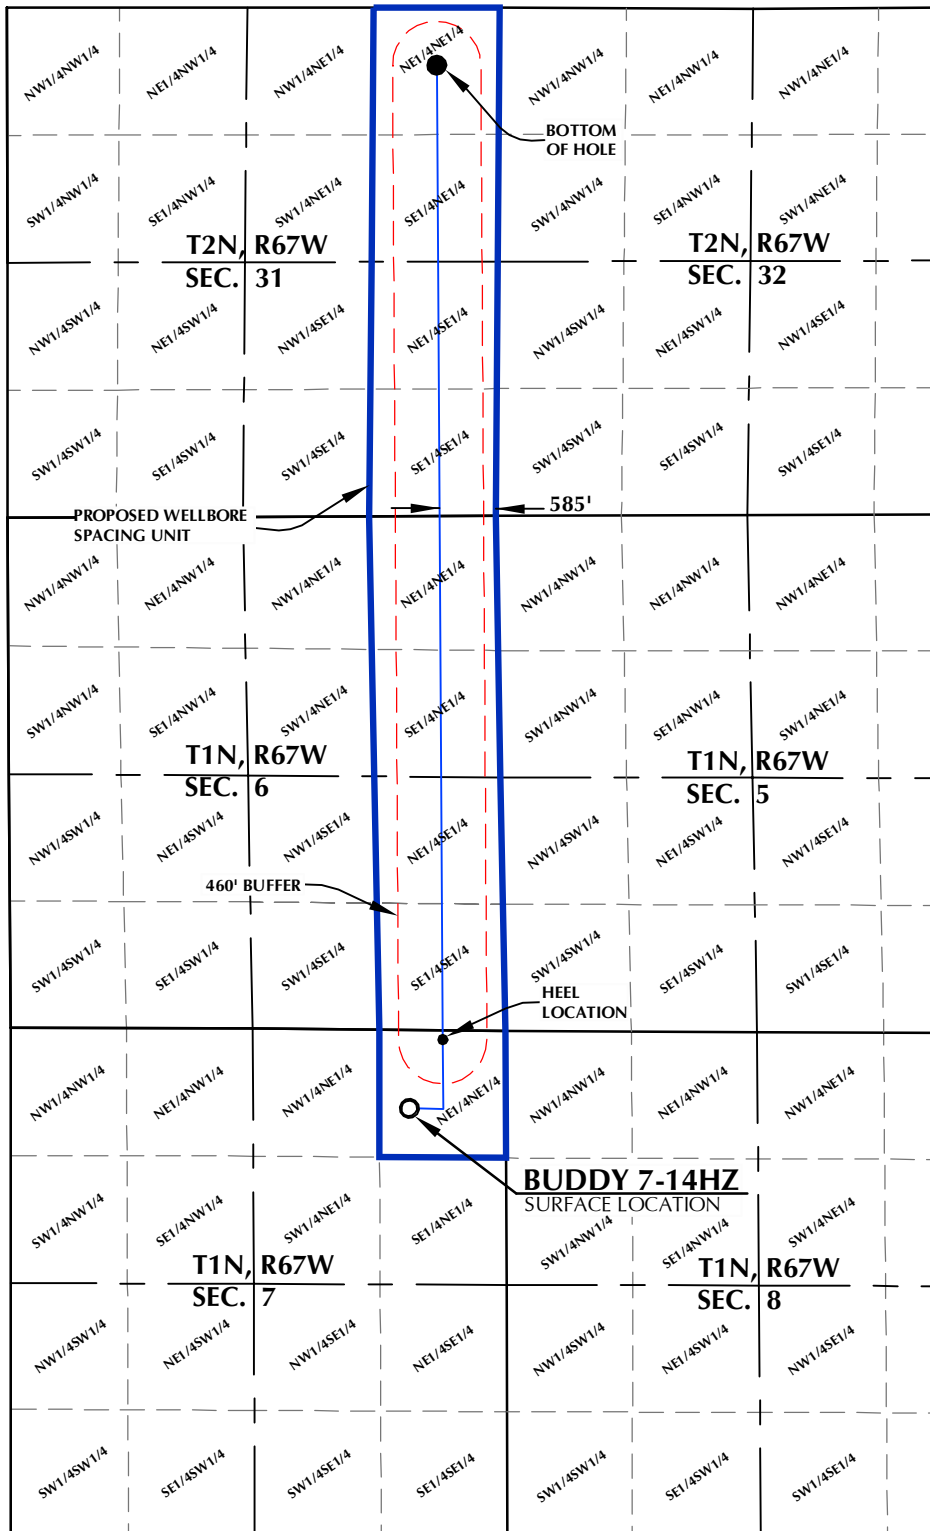 NW1/4NW1/4 NE1/4NW1/4 NW1/4NE1/4 NE1/4NE1/4 NW1/4NW1/4 NE1/4NW1/4 NW1/4NE1/4
BOTTOM
OF HOLE
SW1/4NW1/4 SE1/4NW1/4 SW1/4NE1/4 SE1/4NE1/4 SW1/4NW1/4 SE1/4NW1/4 SW1/4NE1/4
T2N, R67W
SEC. 31
T2N, R67W
SEC. 32
NW1/4SW1/4 NE1/4SW1/4 NW1/4SE1/4 NE1/4SE1/4 NW1/4SW1/4 NE1/4SW1/4 NW1/4SE1/4
SW1/4SW1/4 SE1/4SW1/4 SW1/4SE1/4 SE1/4SE1/4 SW1/4SW1/4 SE1/4SW1/4 SW1/4SE1/4
PROPOSED WELLBORE
SPACING UNIT
585'
NW1/4NW1/4 NE1/4NW1/4 NW1/4NE1/4 NE1/4NE1/4 NW1/4NW1/4 NE1/4NW1/4 NW1/4NE1/4
SW1/4NW1/4 SE1/4NW1/4 SW1/4NE1/4 SE1/4NE1/4 SW1/4NW1/4 SE1/4NW1/4 SW1/4NE1/4
T1N, R67W
SEC. 6
T1N, R67W
SEC. 5
NW1/4SW1/4 NE1/4SW1/4 NW1/4SE1/4 NE1/4SE1/4 NW1/4SW1/4 NE1/4SW1/4 NW1/4SE1/4
460' BUFFER
SW1/4SW1/4 SE1/4SW1/4 SW1/4SE1/4 SE1/4SE1/4 SW1/4SW1/4 SE1/4SW1/4 SW1/4SE1/4
HEEL
LOCATION
NW1/4NW1/4 NE1/4NW1/4 NW1/4NE1/4 NE1/4NE1/4 NW1/4NW1/4 NE1/4NW1/4 NW1/4NE1/4
BUDDY 7-14HZ
SURFACE LOCATION
SW1/4NW1/4 SE1/4NW1/4 SW1/4NE1/4 SE1/4NE1/4 SW1/4NW1/4 SE1/4NW1/4 SW1/4NE1/4
T1N, R67W
SEC. 7
T1N, R67W
SEC. 8
NW1/4SW1/4 NE1/4SW1/4 NW1/4SE1/4 NE1/4SE1/4 NW1/4SW1/4 NE1/4SW1/4 NW1/4SE1/4
SW1/4SW1/4 SE1/4SW1/4 SW1/4SE1/4 SE1/4SE1/4 SW1/4SW1/4 SE1/4SW1/4 SW1/4SE1/4